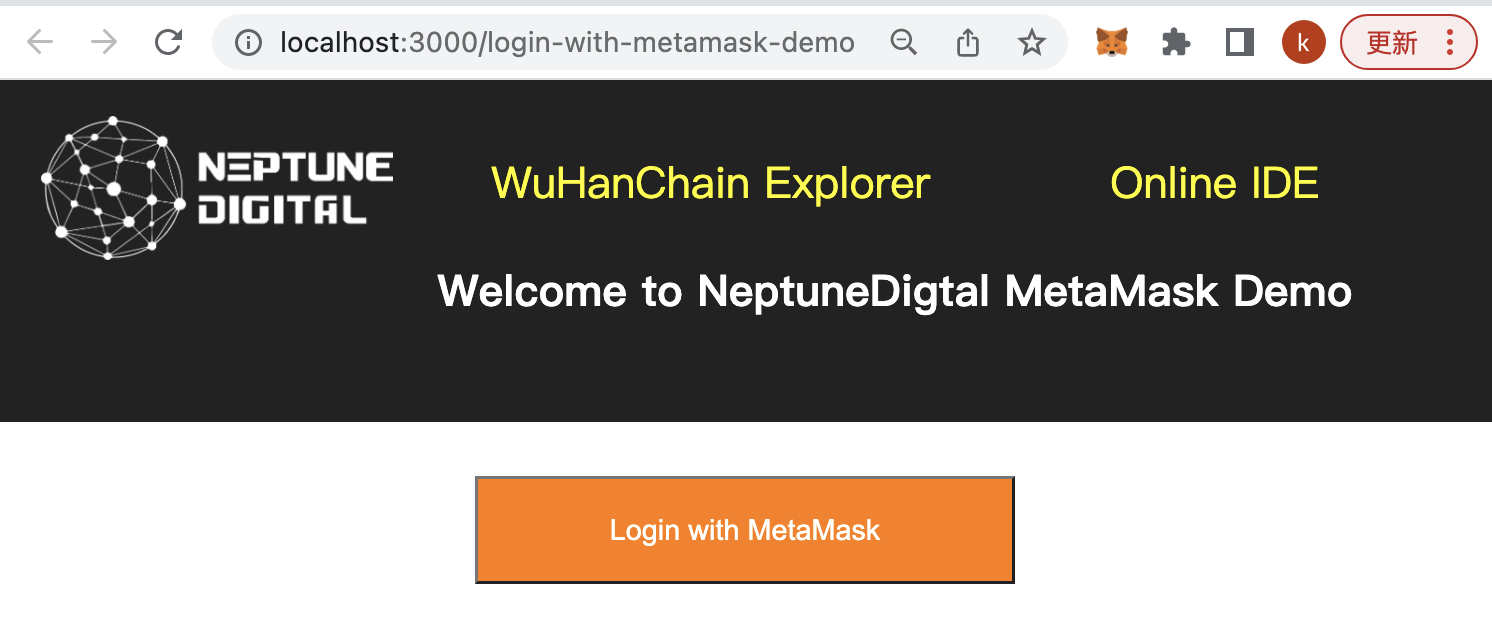 localhost:3000/login-with-metamask-demo
k
更新
NEPTUNE
DIGITAL
WuHanChain Explorer
Online IDE
Welcome to NeptuneDigtal MetaMask Demo
Login with MetaMask